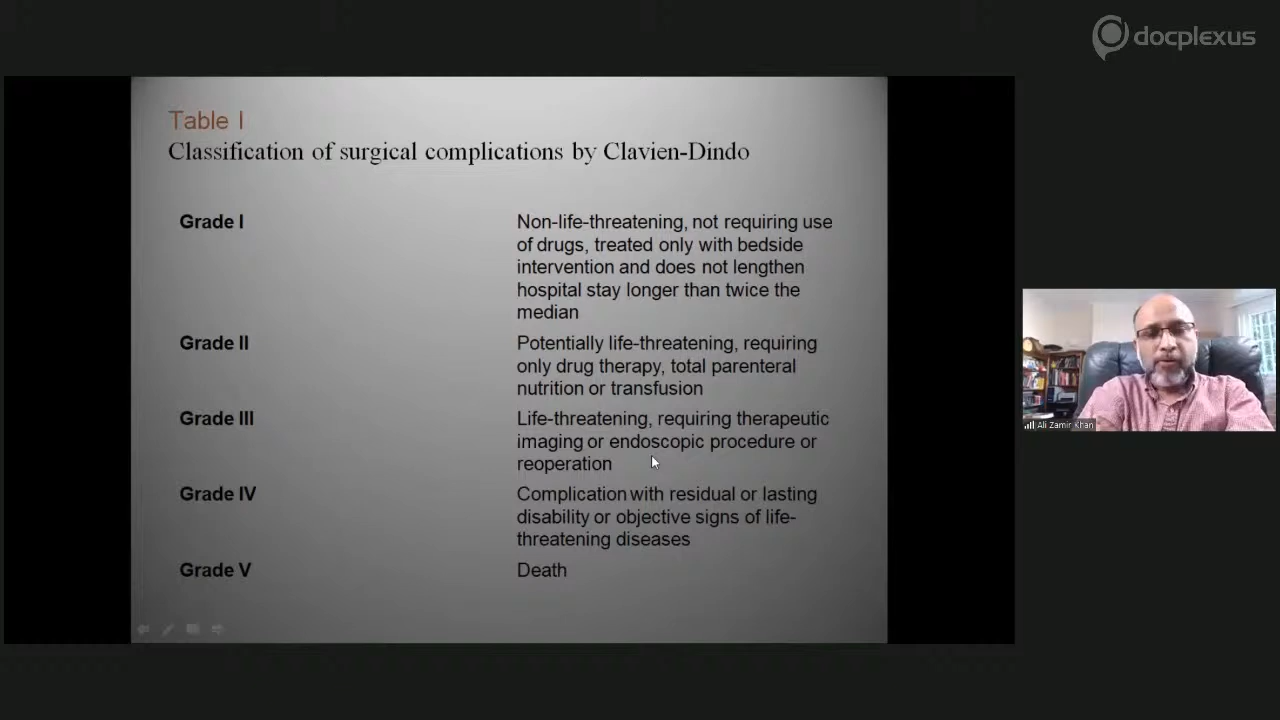 docplexus
Table I
Classification of surgical complications by Clavien-Dindo
Grade I
Non-life-threatening, not requiring use
of drugs, treated only with bedside
intervention and does not lengthen
hospital stay longer than twice the
median
Grade II
Potentially life-threatening, requiring
only drug therapy, total parenteral
nutrition or transfusion
Grade III
Life-threatening, requiring therapeutic
imaging or endoscopic procedure or
reoperation
Grade IV
Complication with residual or lasting
disability or objective signs of life-
threatening diseases
Grade V
Death
Ali Zamir Khan